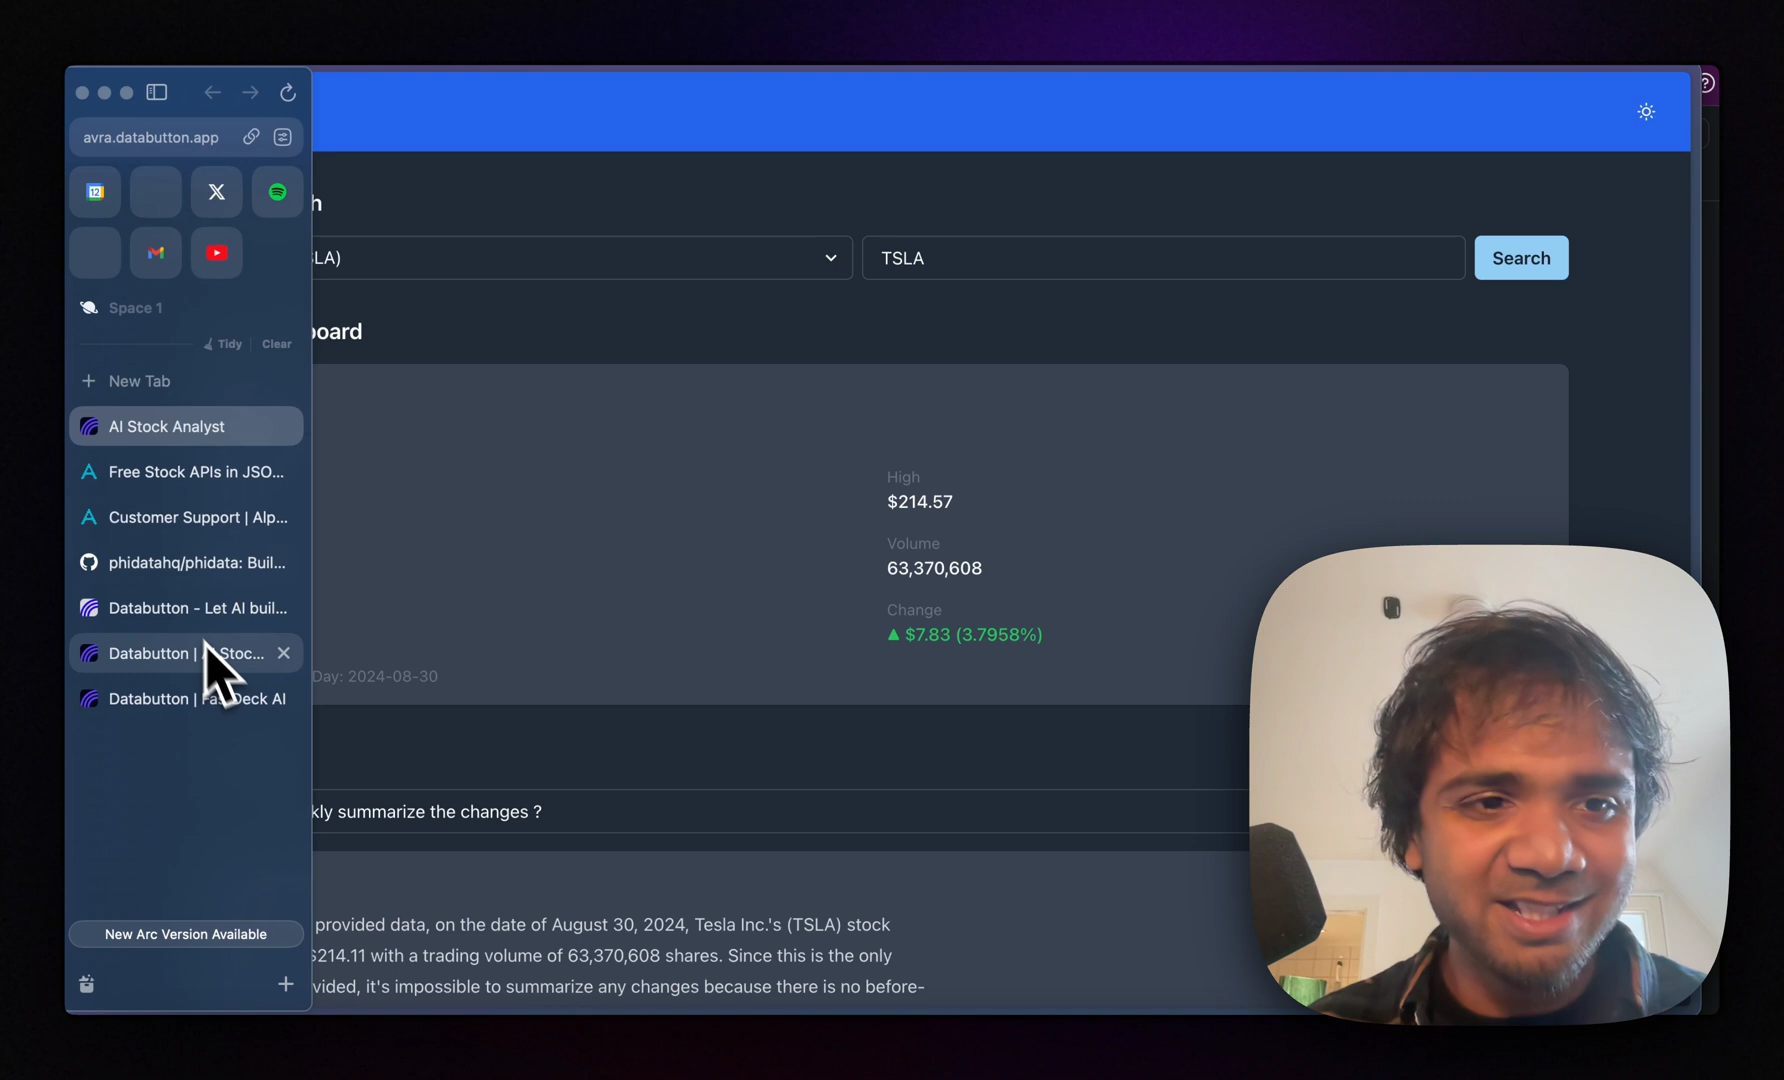 avra.databutton.app
12
Space 1
Tidy
Clear
New Tab
AI Stock Analyst
Free Stock APIs in JSO...
Customer Support | Alp...
phidatahq/phidata: Buil...
Databutton - Let AI buil...
Databutton | AI Stoc...
Databutton | Fas Deck AI
New Arc Version Available
?
h
SLA)
TSLA
Search
board
High
$214.57
Volume
63,370,608
Change
$7.83 (3.7958%)
Day: 2024-08-30
kly summarize the changes ?
provided data, on the date of August 30, 2024, Tesla Inc.'s (TSLA) stock
$214.11 with a trading volume of 63,370,608 shares. Since this is the only
vided, it's impossible to summarize any changes because there is no before-